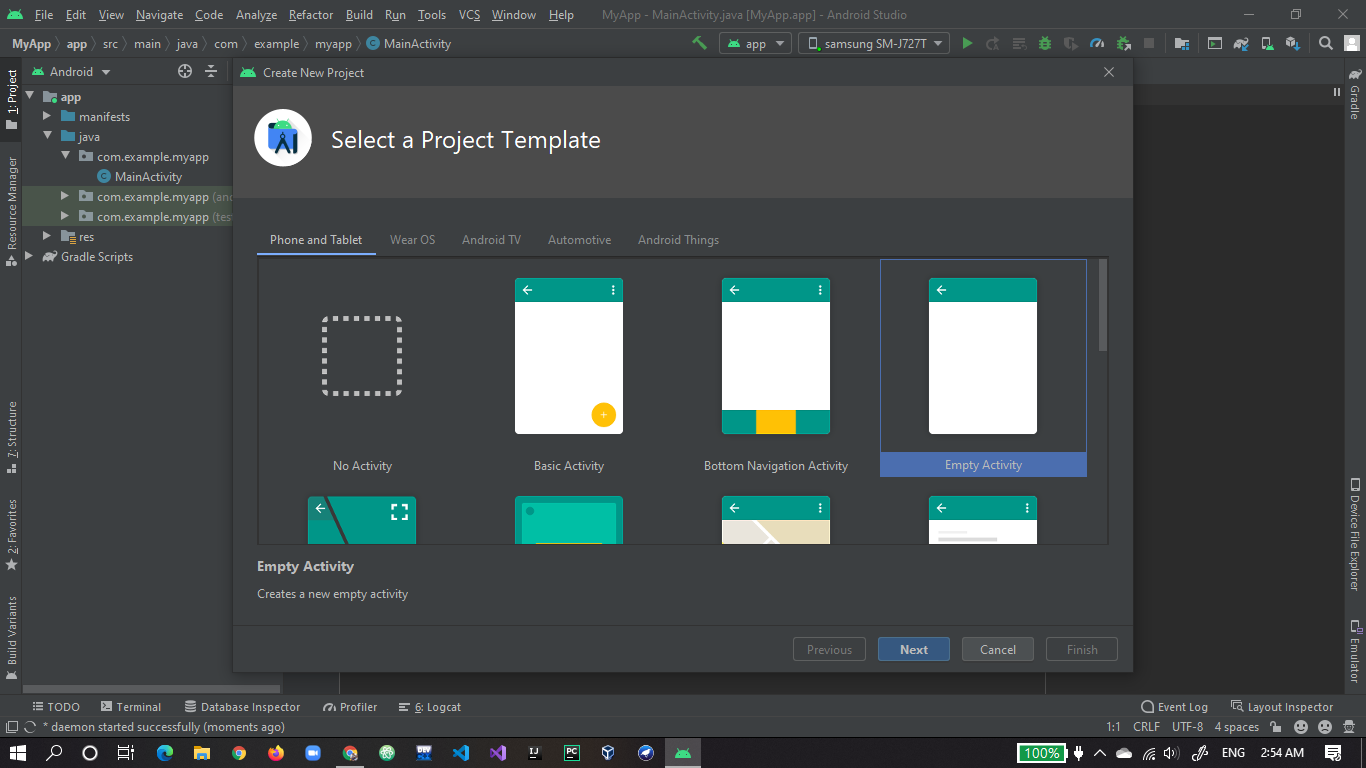 File Edit View Navigate Code Analyze Refactor Build Run Tools VCS Window Help MyApp - MainActivity.java [MyApp.app] - Android Studio
MyApp app src main java com example myapp MainActivity app samsung SM-J727T
1: Project
Resource Manager
7: Structure
2: Favorites
Build Variants
Android
app
manifests
java
com.example.myapp
MainActivity
com.example.myapp (and
com.example.myapp (test
res
Gradle Scripts
Create New Project
Select a Project Template
Phone and Tablet Wear OS Android TV Automotive Android Things
No Activity Basic Activity Bottom Navigation Activity Empty Activity
Empty Activity
Creates a new empty activity
Previous Next Cancel Finish
Gradle
Device File Explorer
Emulator
TODO Terminal Database Inspector Profiler 6: Logcat Event Log Layout Inspector
* daemon started successfully (moments ago) 1:1 CRLF UTF-8 4 spaces
DEV IJ PC 100% ENG 2:54 AM